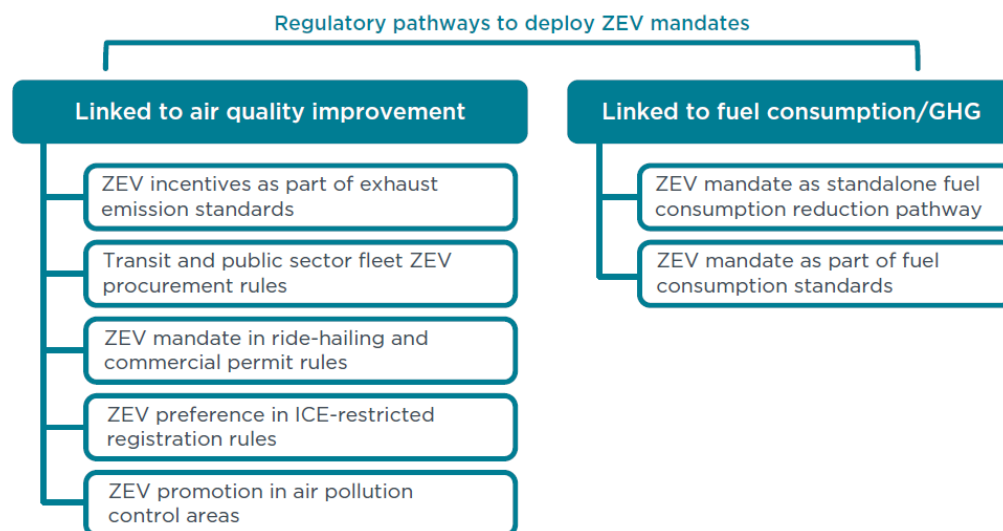 Regulatory pathways to deploy ZEV mandates
Linked to air quality improvement
ZEV incentives as part of exhaust
emission standards
Transit and public sector fleet ZEV
procurement rules
ZEV mandate in ride-hailing and
commercial permit rules
ZEV preference in ICE-restricted
registration rules
ZEV promotion in air pollution
control areas
Linked to fuel consumption/GHG
ZEV mandate as standalone fuel
consumption reduction pathway
ZEV mandate as part of fuel
consumption standards